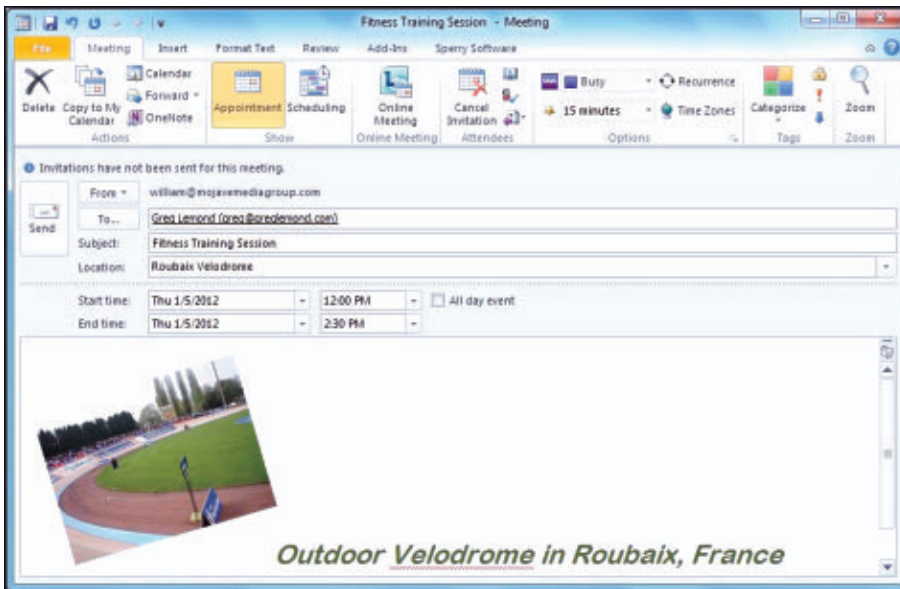 Fitness Training Session - Meeting
File Meeting Insert Format Text Review Add-Ins Sperry Software
Delete Copy to My Calendar Calendar Forward OneNote Appointment Scheduling Online Meeting Cancel Invitation Busy 15 minutes Recurrence Time Zones Categorize Zoom
Actions Show Online Meeting Attendees Options Tags Zoom
Invitations have not been sent for this meeting.
Send
From william@mojavemediagroup.com
To... Greg Lemond (greg@greglemond.com)
Subject: Fitness Training Session
Location: Roubaix Velodrome
Start time: Thu 1/5/2012 12:00 PM All day event
End time: Thu 1/5/2012 2:30 PM
Outdoor Velodrome in Roubaix, France